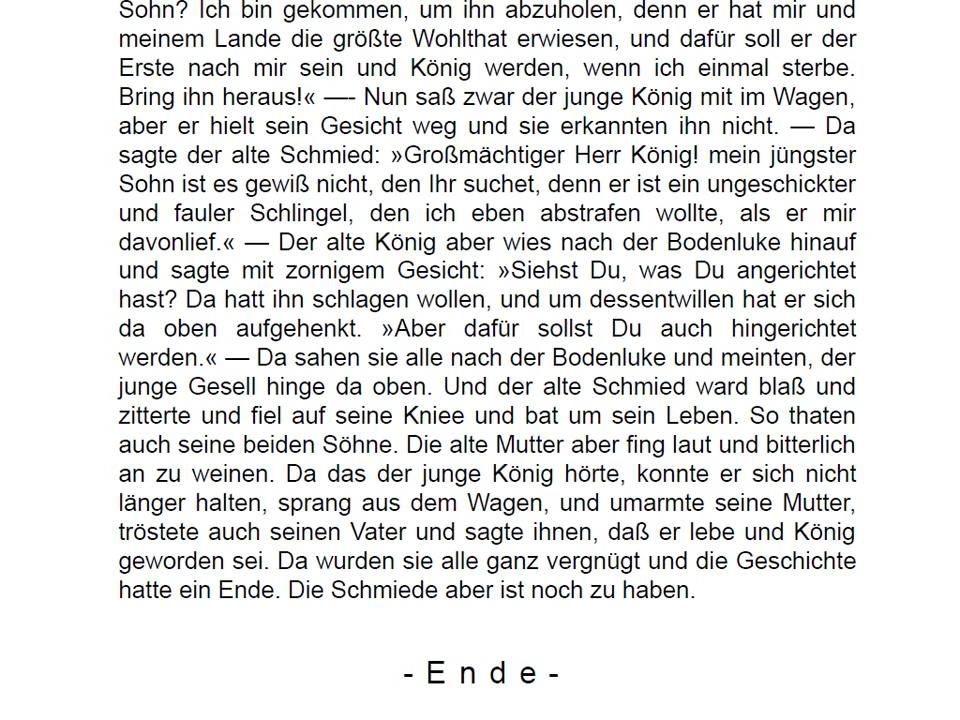 Sohn? Ich bin gekommen, um ihn abzuholen, denn er hat mir und
meinem Lande die größte Wohlthat erwiesen, und dafür soll er der
Erste nach mir sein und König werden, wenn ich einmal sterbe.
Bring ihn heraus!« —- Nun saß zwar der junge König mit im Wagen,
aber er hielt sein Gesicht weg und sie erkannten ihn nicht. — Da
sagte der alte Schmied: »Großmächtiger Herr König! mein jüngster
Sohn ist es gewiß nicht, den Ihr suchet, denn er ist ein ungeschickter
und fauler Schlingel, den ich eben abstrafen wollte, als er mir
davonlief.« — Der alte König aber wies nach der Bodenluke hinauf
und sagte mit zornigem Gesicht: »Siehst Du, was Du angerichtet
hast? Da hatt ihn schlagen wollen, und um dessentwillen hat er sich
da oben aufgehenkt. »Aber dafür sollst Du auch hingerichtet
werden.« — Da sahen sie alle nach der Bodenluke und meinten, der
junge Gesell hinge da oben. Und der alte Schmied ward blaß und
zitterte und fiel auf seine Kniee und bat um sein Leben. So thaten
auch seine beiden Söhne. Die alte Mutter aber fing laut und bitterlich
an zu weinen. Da das der junge König hörte, konnte er sich nicht
länger halten, sprang aus dem Wagen, und umarmte seine Mutter,
tröstete auch seinen Vater und sagte ihnen, daß er lebe und König
geworden sei. Da wurden sie alle ganz vergnügt und die Geschichte
hatte ein Ende. Die Schmiede aber ist noch zu haben.
- E n d e -